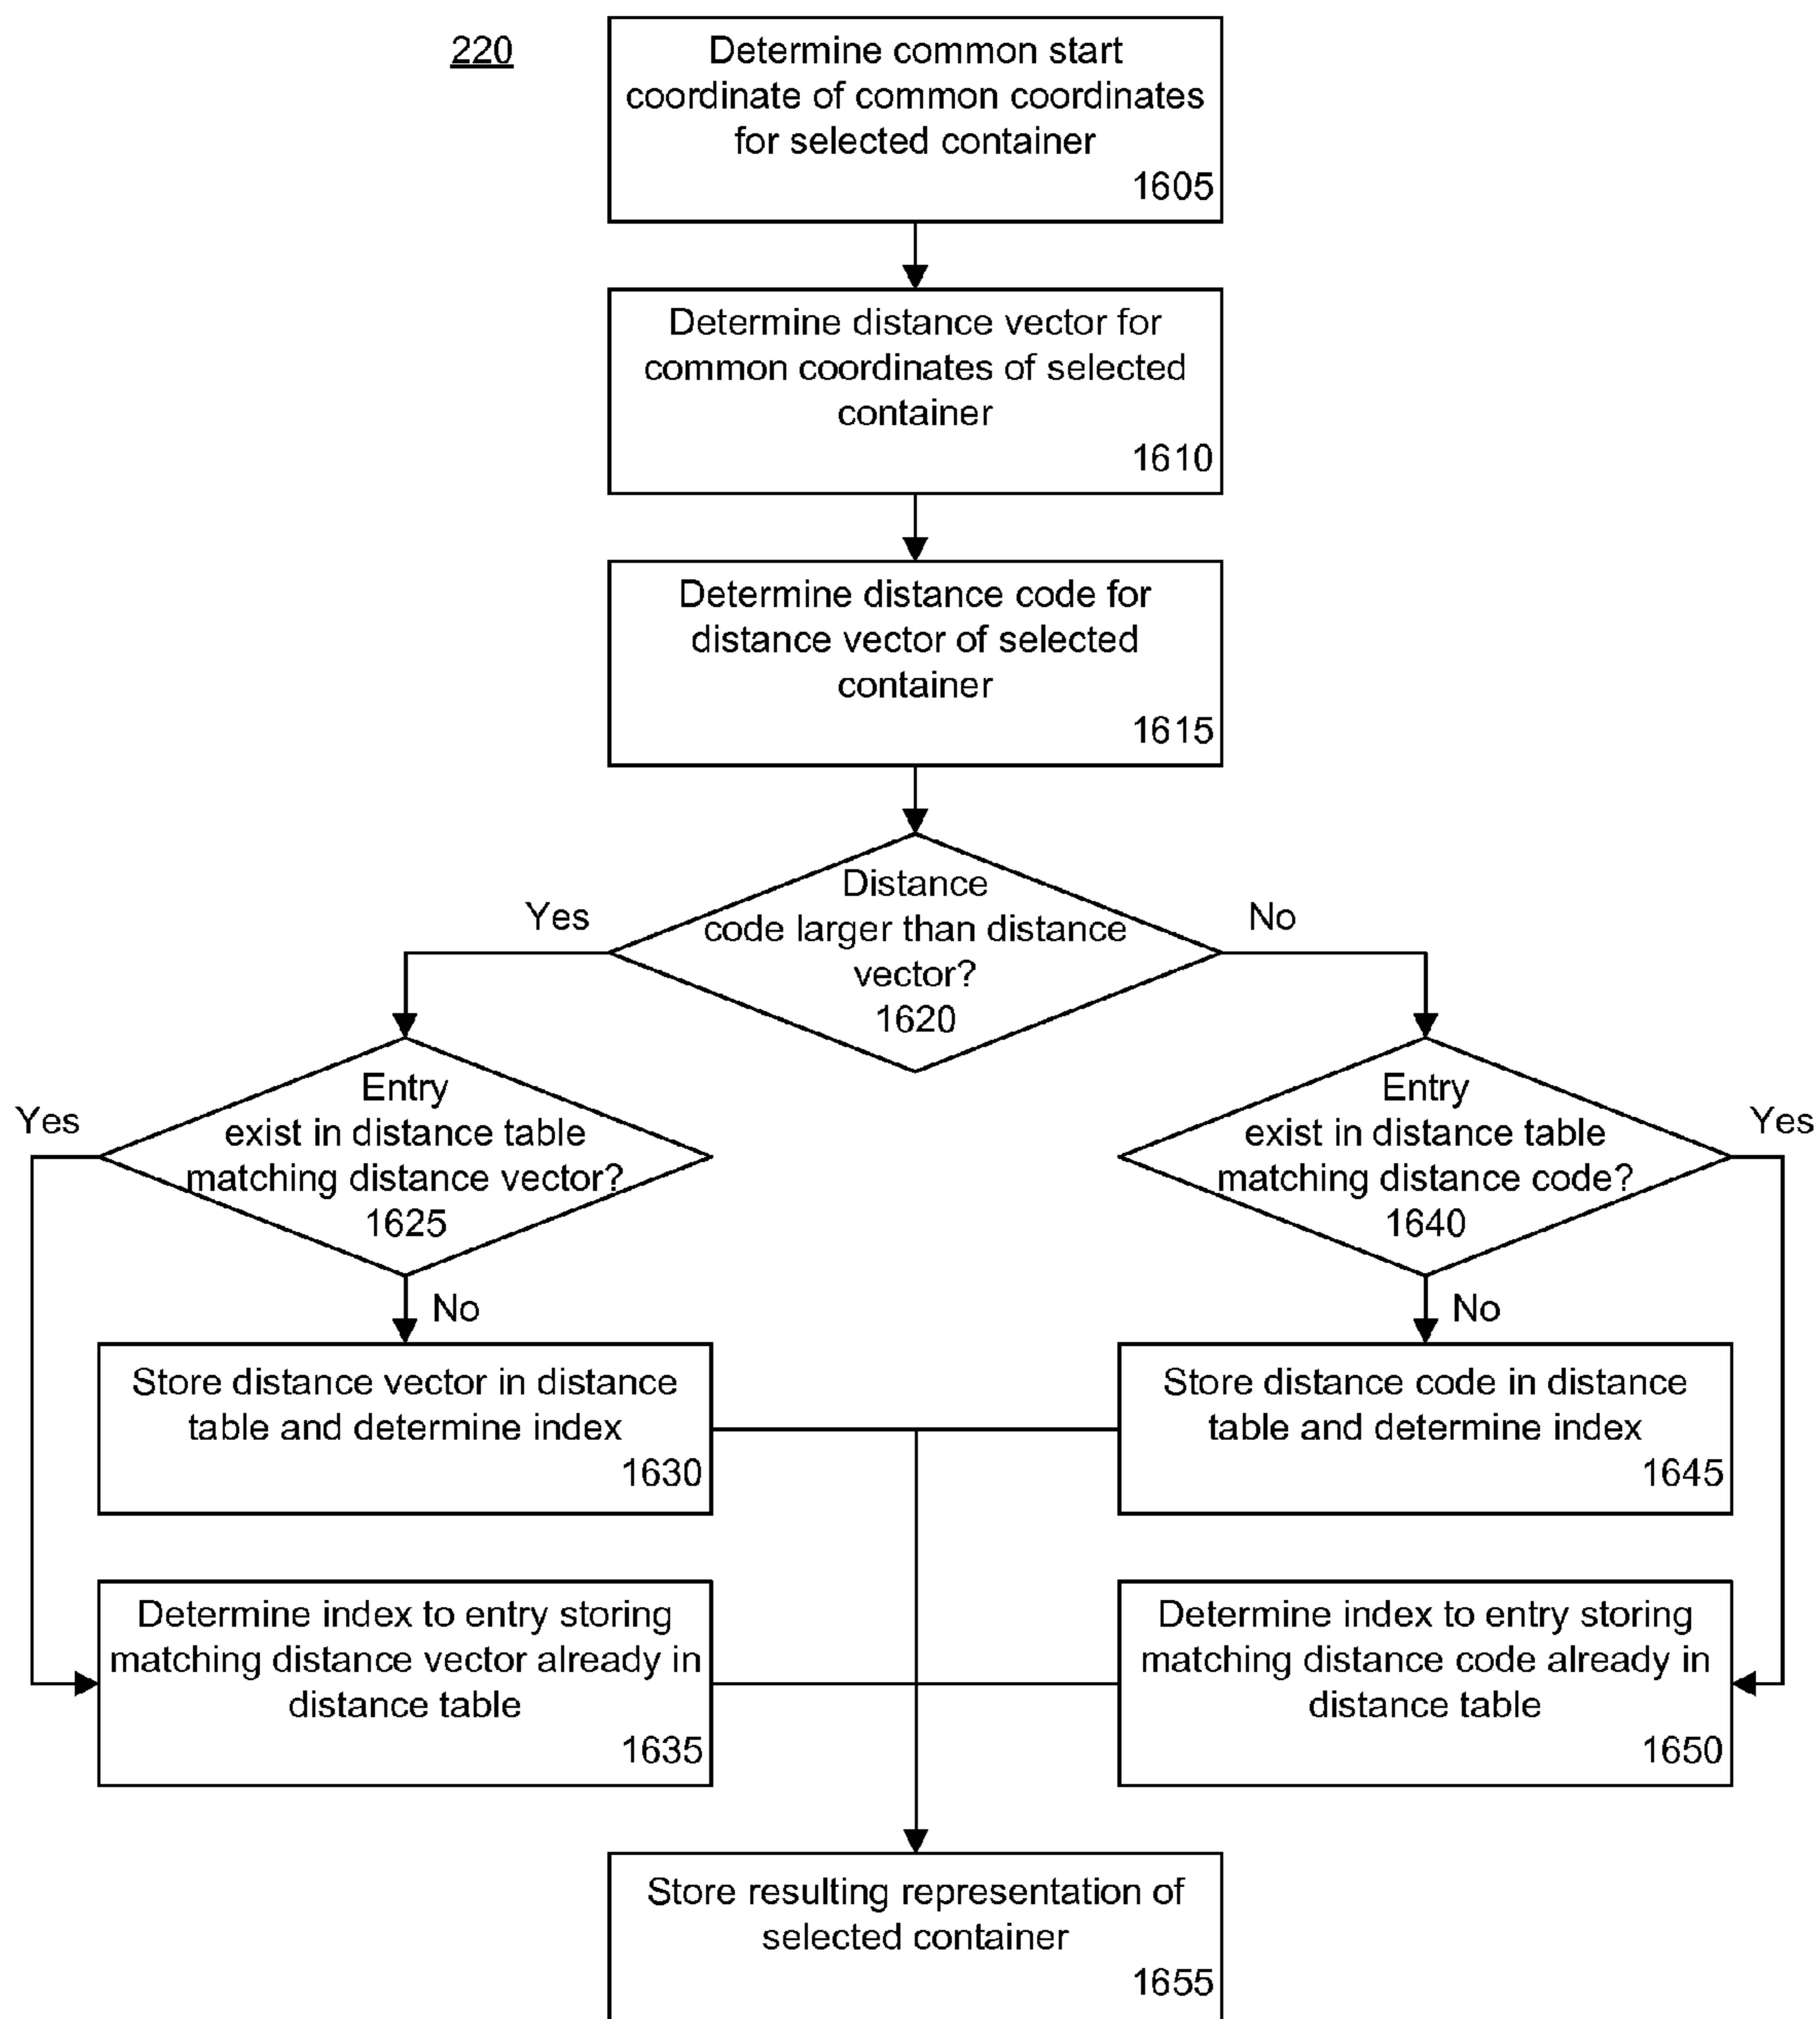 220
Determine common start
coordinate of common coordinates
for selected container
1605
Determine distance vector for
common coordinates of selected
container
1610
Determine distance code for
distance vector of selected
container
1615
Distance
code larger than distance
vector?
1620
Yes
No
Entry
exist in distance table
matching distance vector?
1625
Yes
No
Entry
exist in distance table
matching distance code?
1640
Yes
No
Store distance vector in distance
table and determine index
1630
Store distance code in distance
table and determine index
1645
Determine index to entry storing
matching distance vector already in
distance table
1635
Determine index to entry storing
matching distance code already in
distance table
1650
Store resulting representation of
selected container
1655